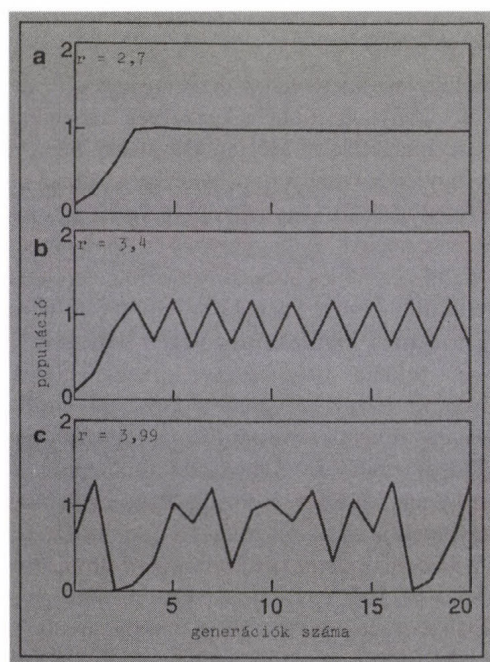 a
r = 2,7
2
1
0
b
r = 3,4
2
1
0
populáció
c
r = 3,99
2
1
0
5
10
15
20
generációk száma